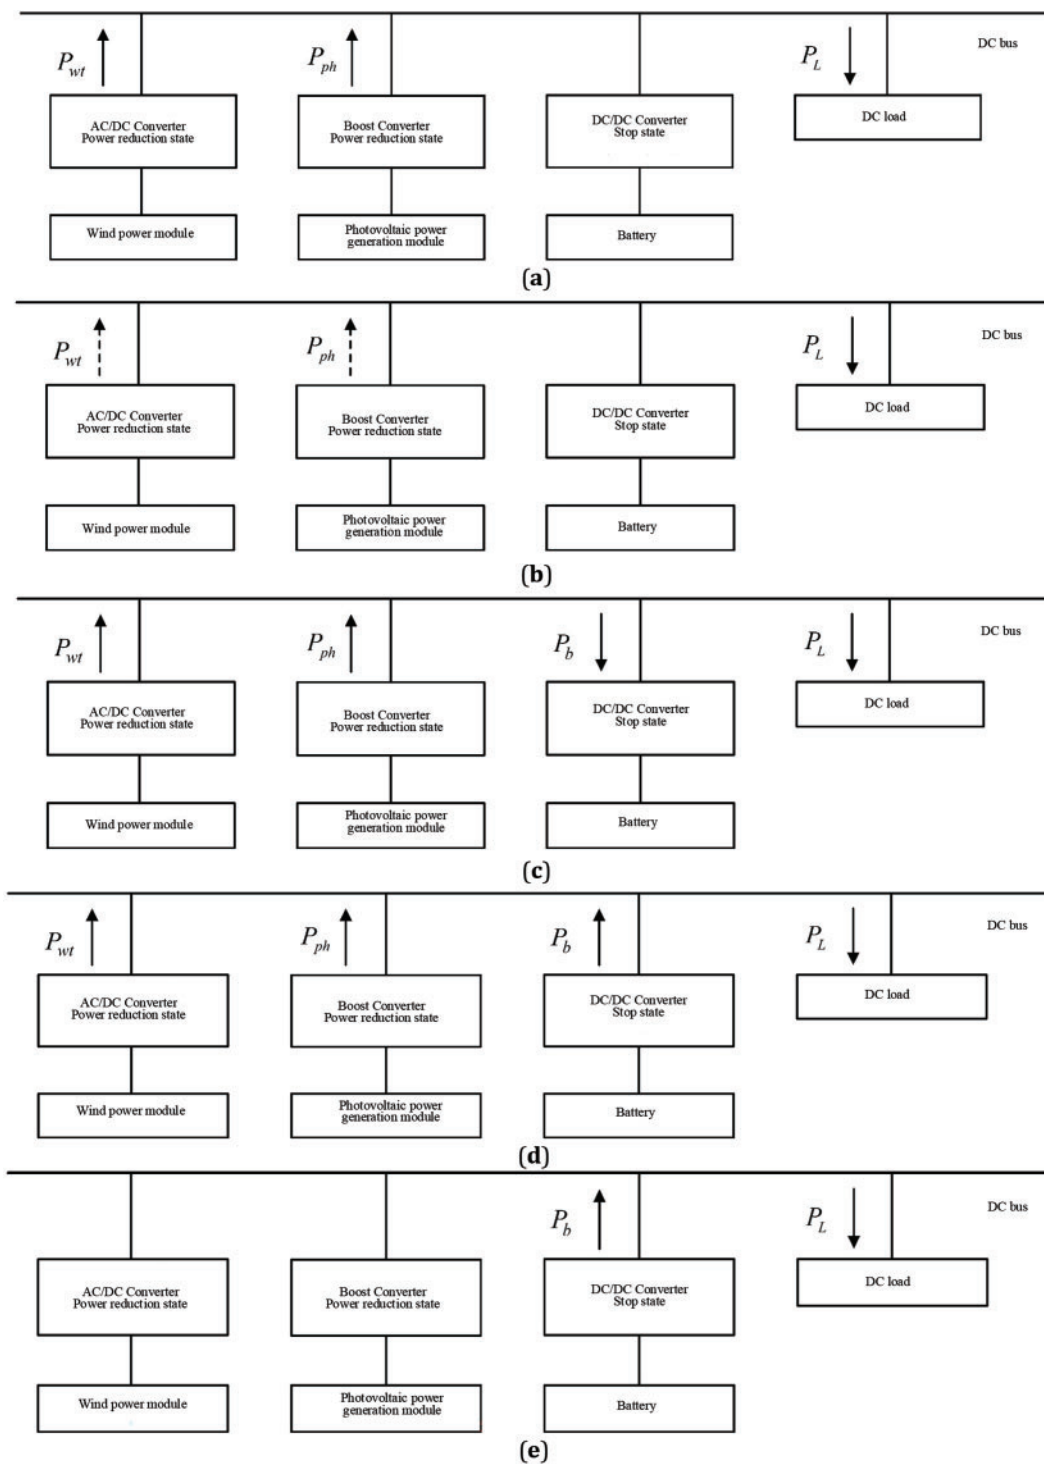 P_wt
P_ph
P_L
DC bus
AC/DC Converter
Power reduction state
Boost Converter
Power reduction state
DC/DC Converter
Stop state
DC load
Wind power module
Photovoltaic power
generation module
Battery
(a)
P_wt
P_ph
P_L
DC bus
AC/DC Converter
Power reduction state
Boost Converter
Power reduction state
DC/DC Converter
Stop state
DC load
Wind power module
Photovoltaic power
generation module
Battery
(b)
P_wt
P_ph
P_b
P_L
DC bus
AC/DC Converter
Power reduction state
Boost Converter
Power reduction state
DC/DC Converter
Stop state
DC load
Wind power module
Photovoltaic power
generation module
Battery
(c)
P_wt
P_ph
P_b
P_L
DC bus
AC/DC Converter
Power reduction state
Boost Converter
Power reduction state
DC/DC Converter
Stop state
DC load
Wind power module
Photovoltaic power
generation module
Battery
(d)
P_b
P_L
DC bus
AC/DC Converter
Power reduction state
Boost Converter
Power reduction state
DC/DC Converter
Stop state
DC load
Wind power module
Photovoltaic power
generation module
Battery
(e)